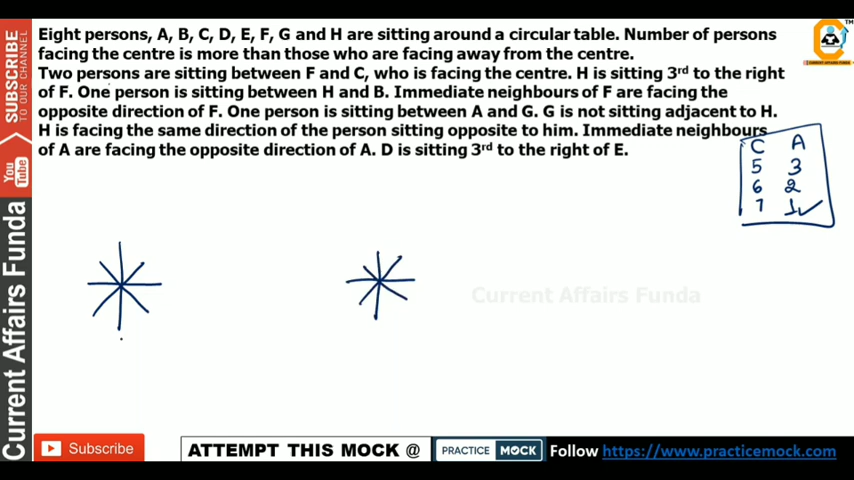 Eight persons, A, B, C, D, E, F, G and H are sitting around a circular table. Number of persons
facing the centre is more than those who are facing away from the centre.
Two persons are sitting between F and C, who is facing the centre. H is sitting 3rd to the right
of F. One person is sitting between H and B. Immediate neighbours of F are facing the
opposite direction of F. One person is sitting between A and G. G is not sitting adjacent to H.
H is facing the same direction of the person sitting opposite to him. Immediate neighbours
of A are facing the opposite direction of A. D is sitting 3rd to the right of E.
C A
5 3
6 2
7 1✓
Current Affairs Funda
SUBSCRIBE
TO OUR CHANNEL
You
Tube
Current Affairs Funda
Subscribe
ATTEMPT THIS MOCK @ PRACTICE MOCK Follow https://www.practicemock.com